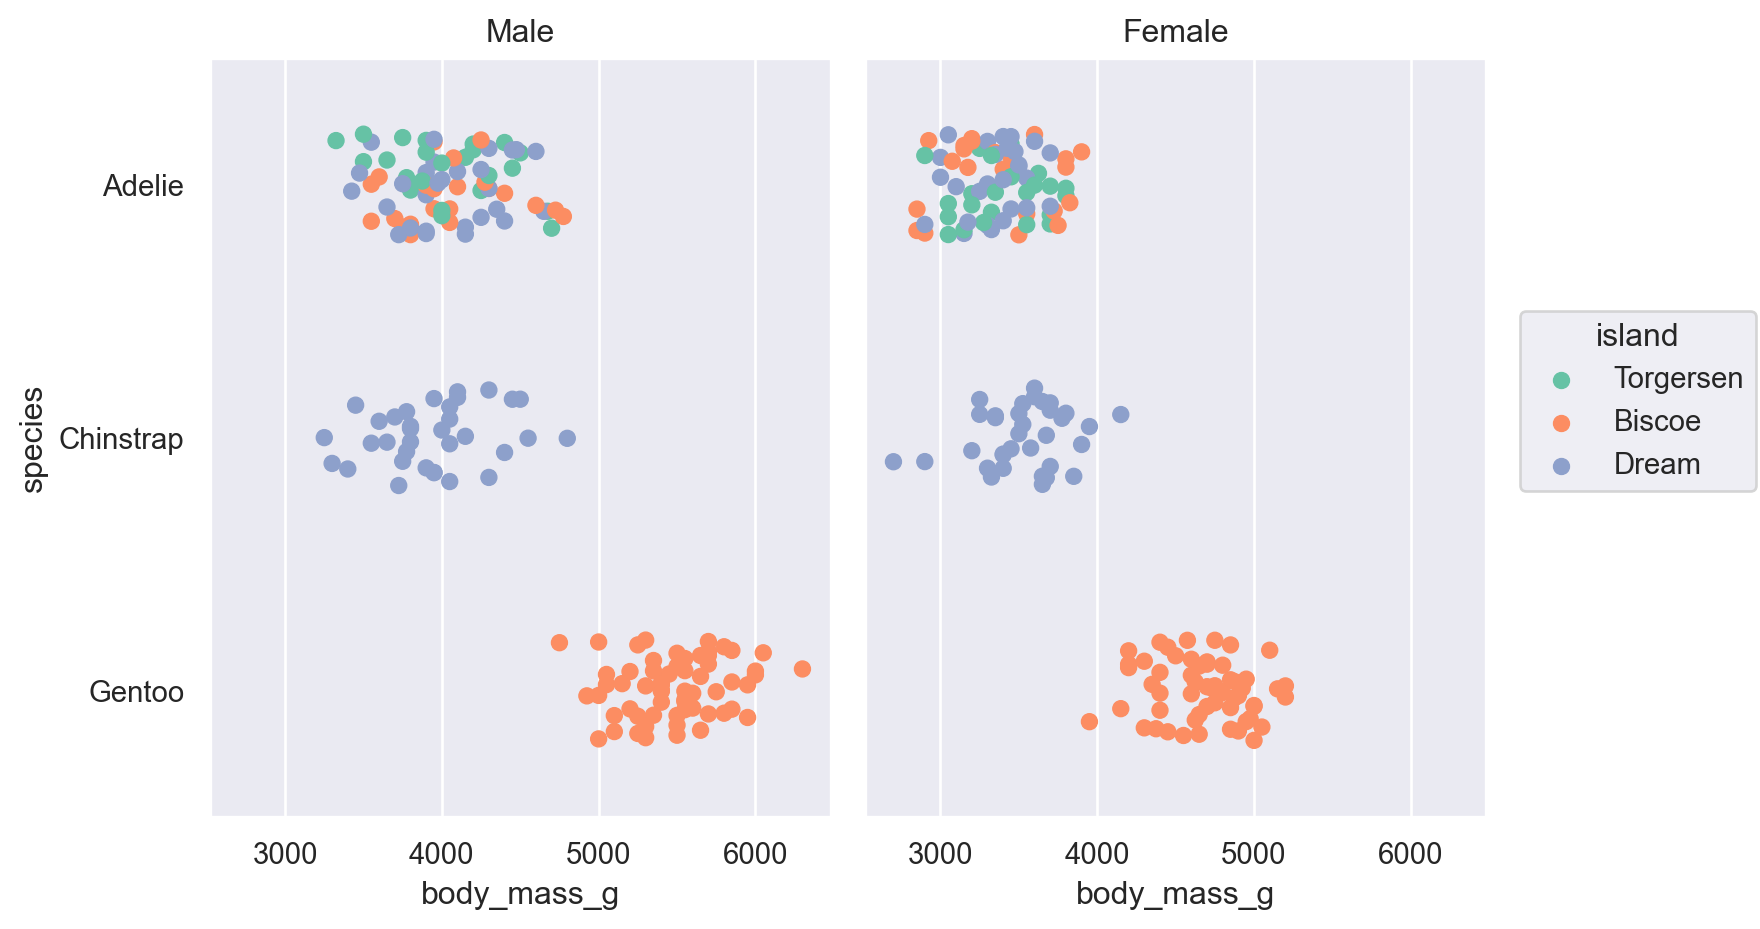 Male
Female
species
Adelie
Chinstrap
Gentoo
3000 4000 5000 6000
3000 4000 5000 6000
body_mass_g
body_mass_g
island
Torgersen
Biscoe
Dream